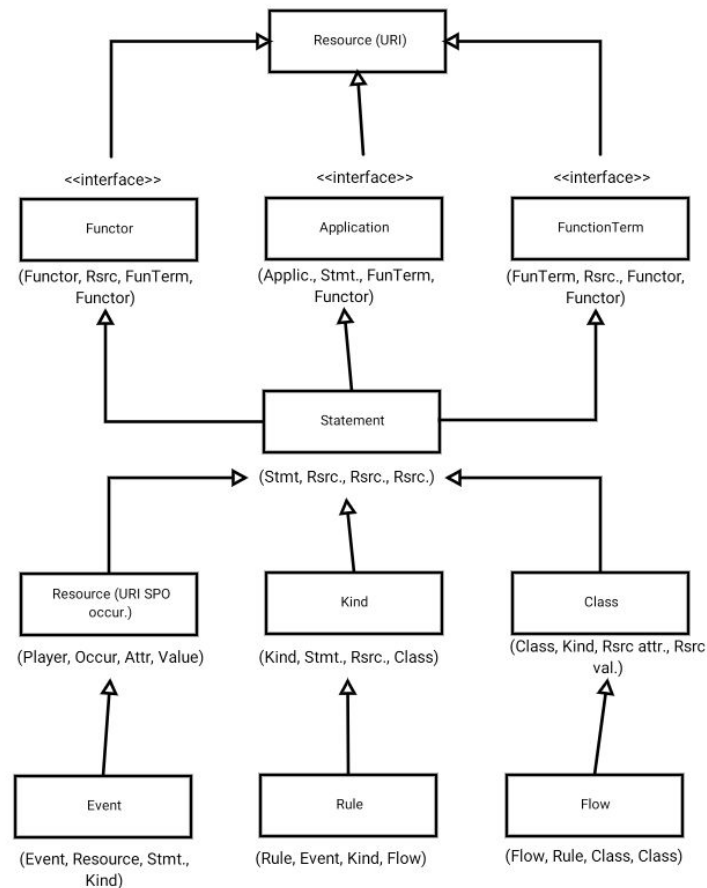 Resource (URI)
<<interface>>
<<interface>>
<<interface>>
Functor
Application
FunctionTerm
(Functor, Rsrc, FunTerm,
Functor)
(Applic., Stmt., FunTerm,
Functor)
(FunTerm, Rsrc., Functor,
Functor)
Statement
(Stmt, Rsrc., Rsrc., Rsrc.)
Resource (URI SPO
occur.)
Kind
Class
(Player, Occur, Attr, Value)
(Kind, Stmt., Rsrc., Class)
(Class, Kind, Rsrc attr., Rsrc
val.)
Event
Rule
Flow
(Event, Resource, Stmt.,
Kind)
(Rule, Event, Kind, Flow)
(Flow, Rule, Class, Class)